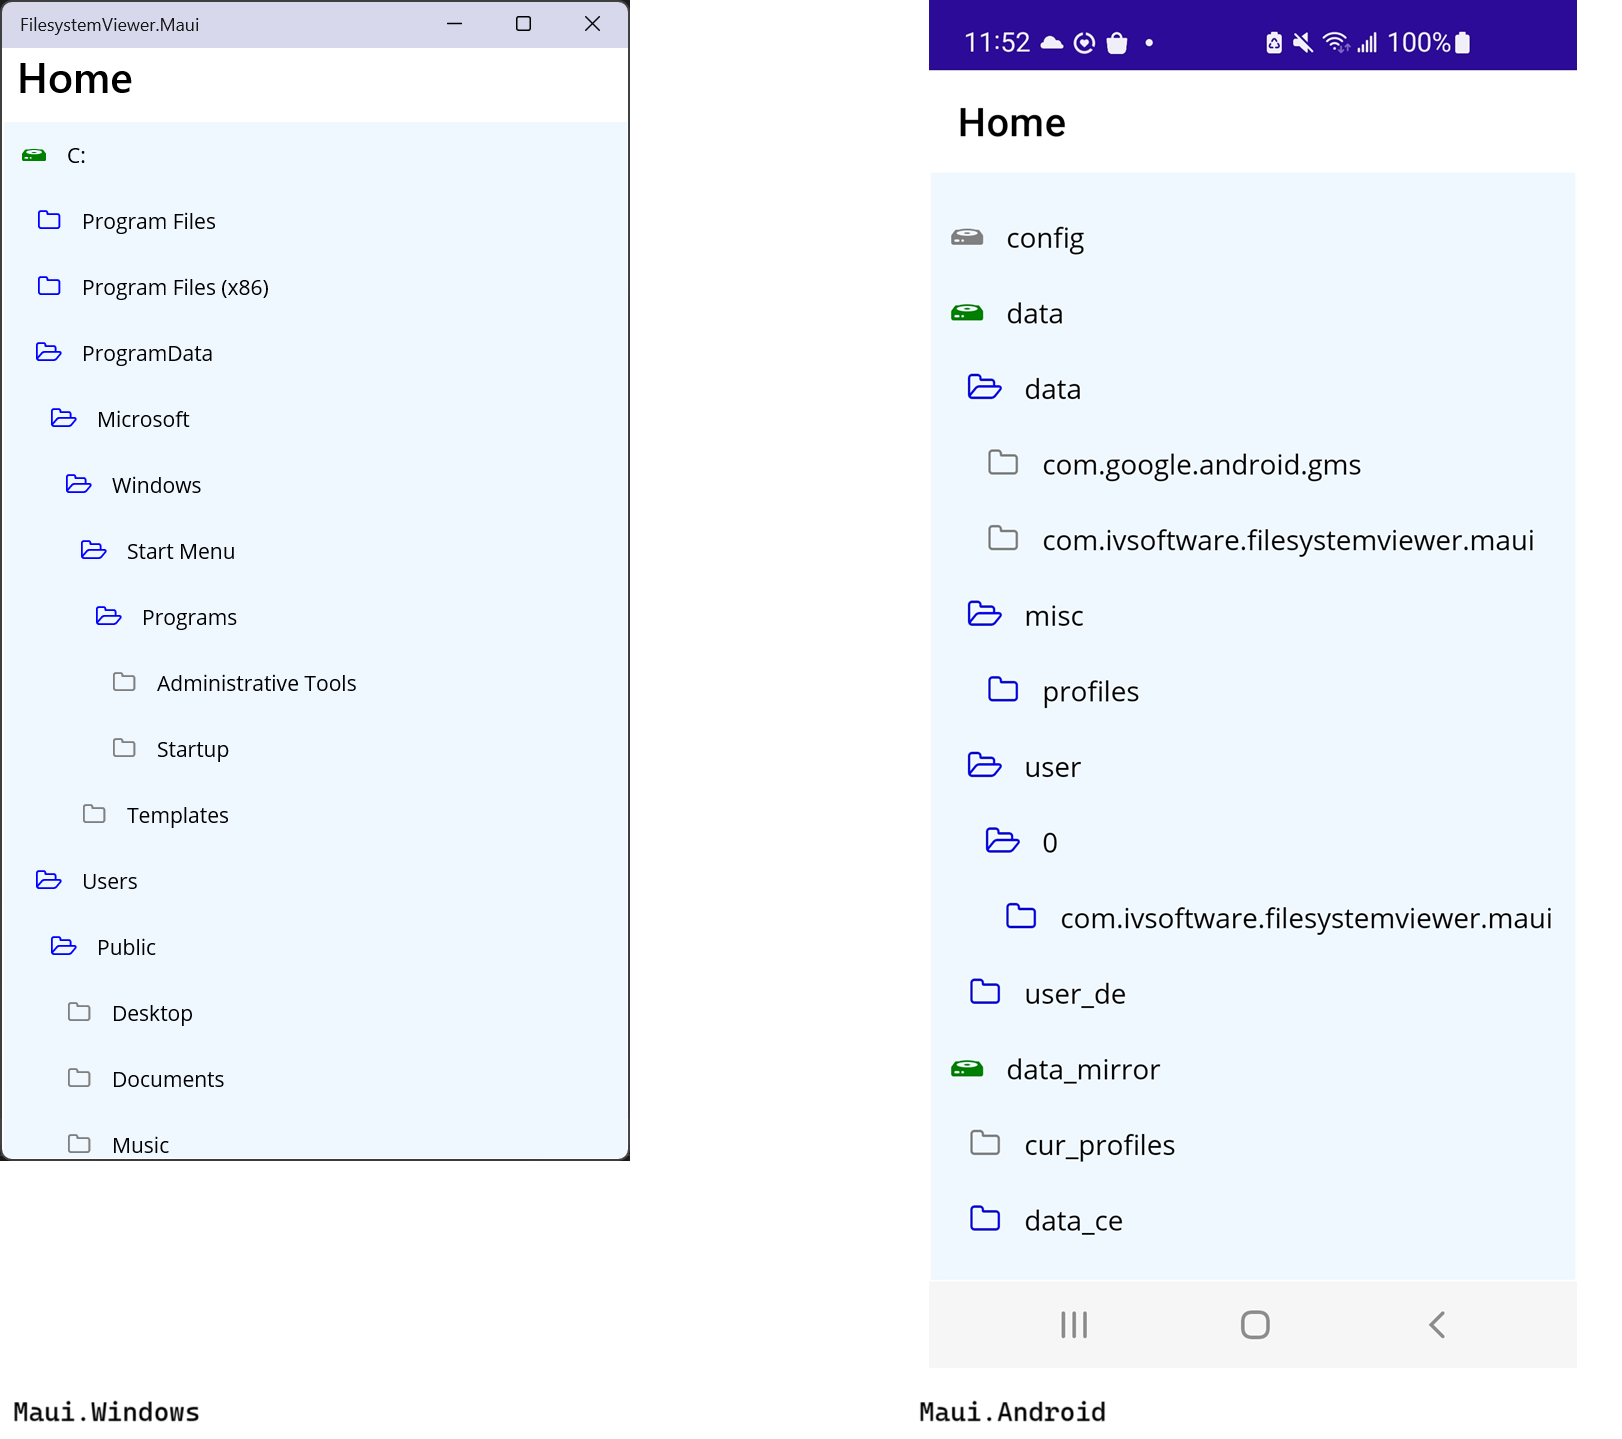 FilesystemViewer.Maui
Home
C:
Program Files
Program Files (x86)
ProgramData
Microsoft
Windows
Start Menu
Programs
Administrative Tools
Startup
Templates
Users
Public
Desktop
Documents
Music
Maui.Windows
11:52 100%
Home
config
data
data
com.google.android.gms
com.ivsoftware.filesystemviewer.maui
misc
profiles
user
0
com.ivsoftware.filesystemviewer.maui
user_de
data_mirror
cur_profiles
data_ce
Maui.Android